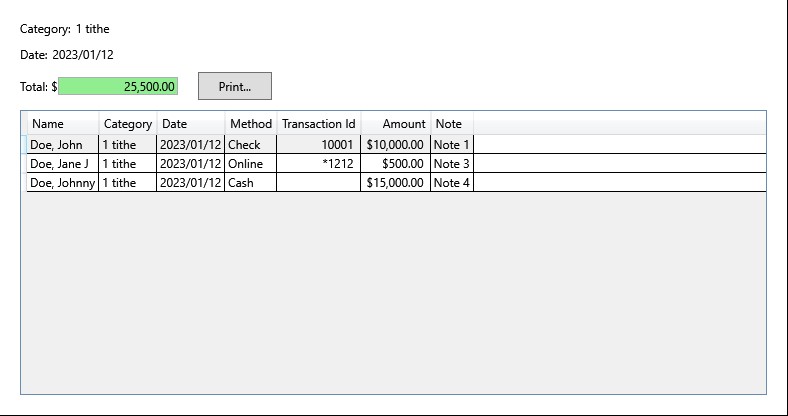 Category: 1 tithe
Date: 2023/01/12
Total: $ 25,500.00 Print...
Name Category Date Method Transaction Id Amount Note
Doe, John 1 tithe 2023/01/12 Check 10001 $10,000.00 Note 1
Doe, Jane J 1 tithe 2023/01/12 Online *1212 $500.00 Note 3
Doe, Johnny 1 tithe 2023/01/12 Cash $15,000.00 Note 4